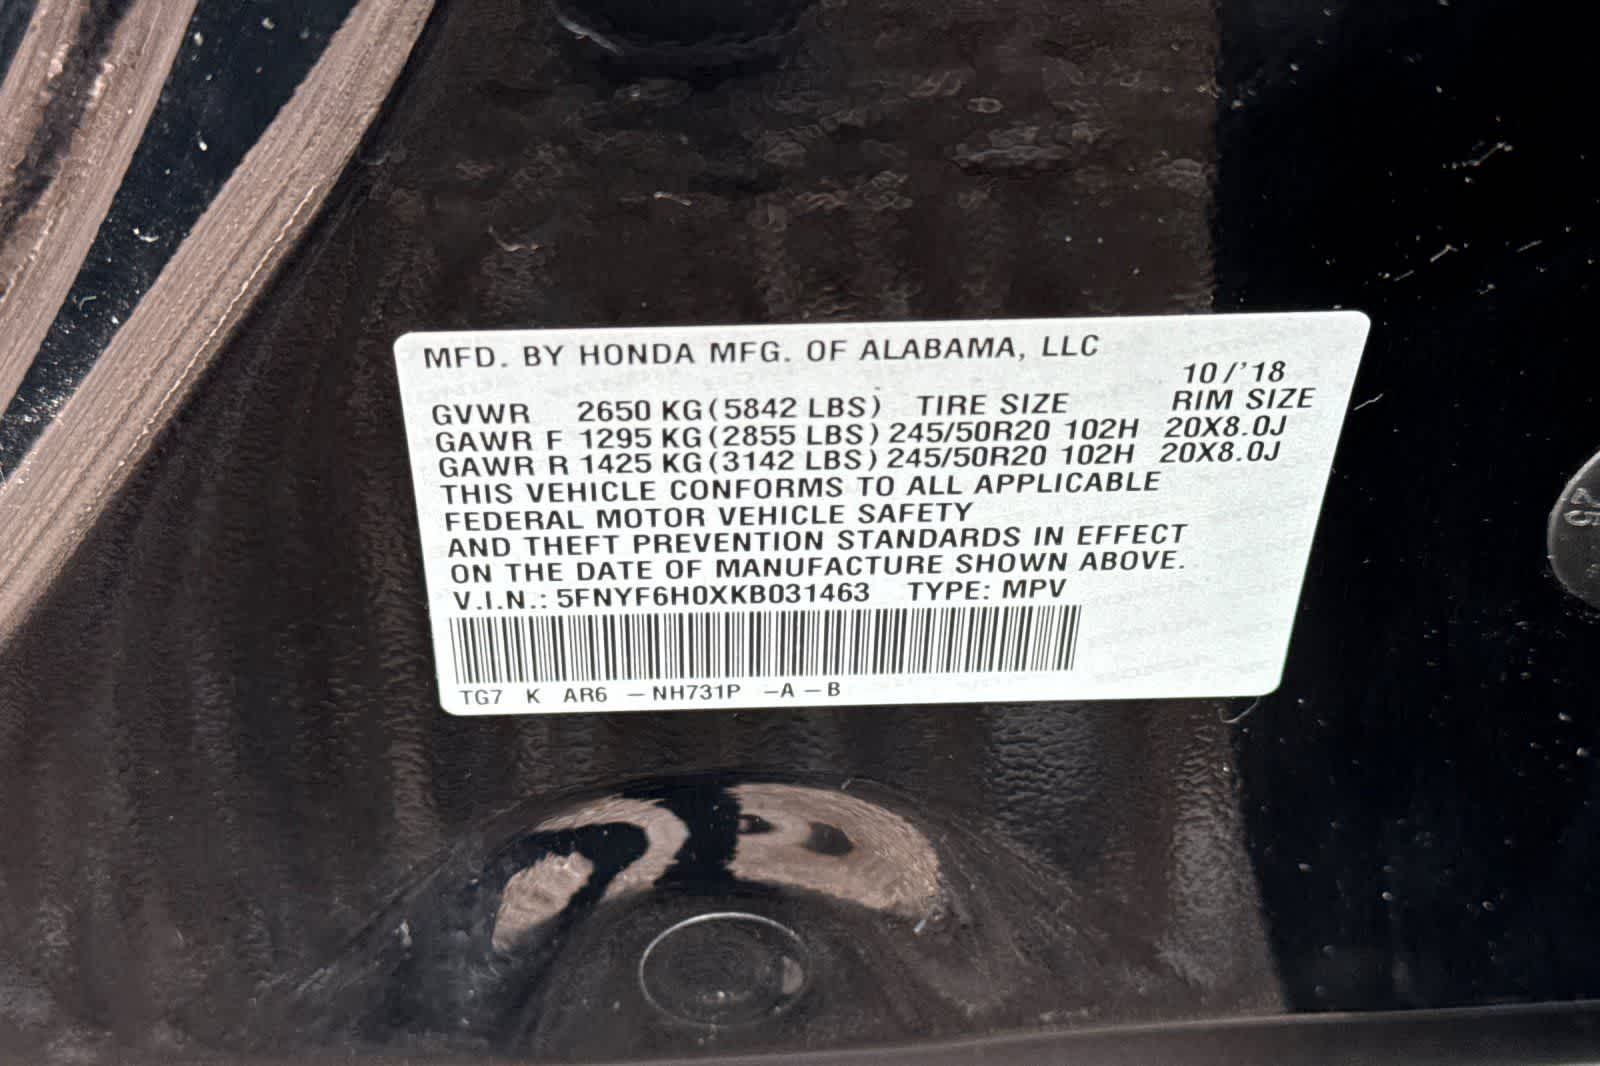 MFD. BY HONDA MFG. OF ALABAMA, LLC
10/'18
GVWR 2650 KG (5842 LBS) TIRE SIZE RIM SIZE
GAWR F 1295 KG (2855 LBS) 245/50R20 102H 20X8.0J
GAWR R 1425 KG (3142 LBS) 245/50R20 102H 20X8.0J
THIS VEHICLE CONFORMS TO ALL APPLICABLE
FEDERAL MOTOR VEHICLE SAFETY
AND THEFT PREVENTION STANDARDS IN EFFECT
ON THE DATE OF MANUFACTURE SHOWN ABOVE.
V.I.N.: 5FNYF6H0XKB031463 TYPE: MPV
TG7 K AR6 – NH731P – A – B